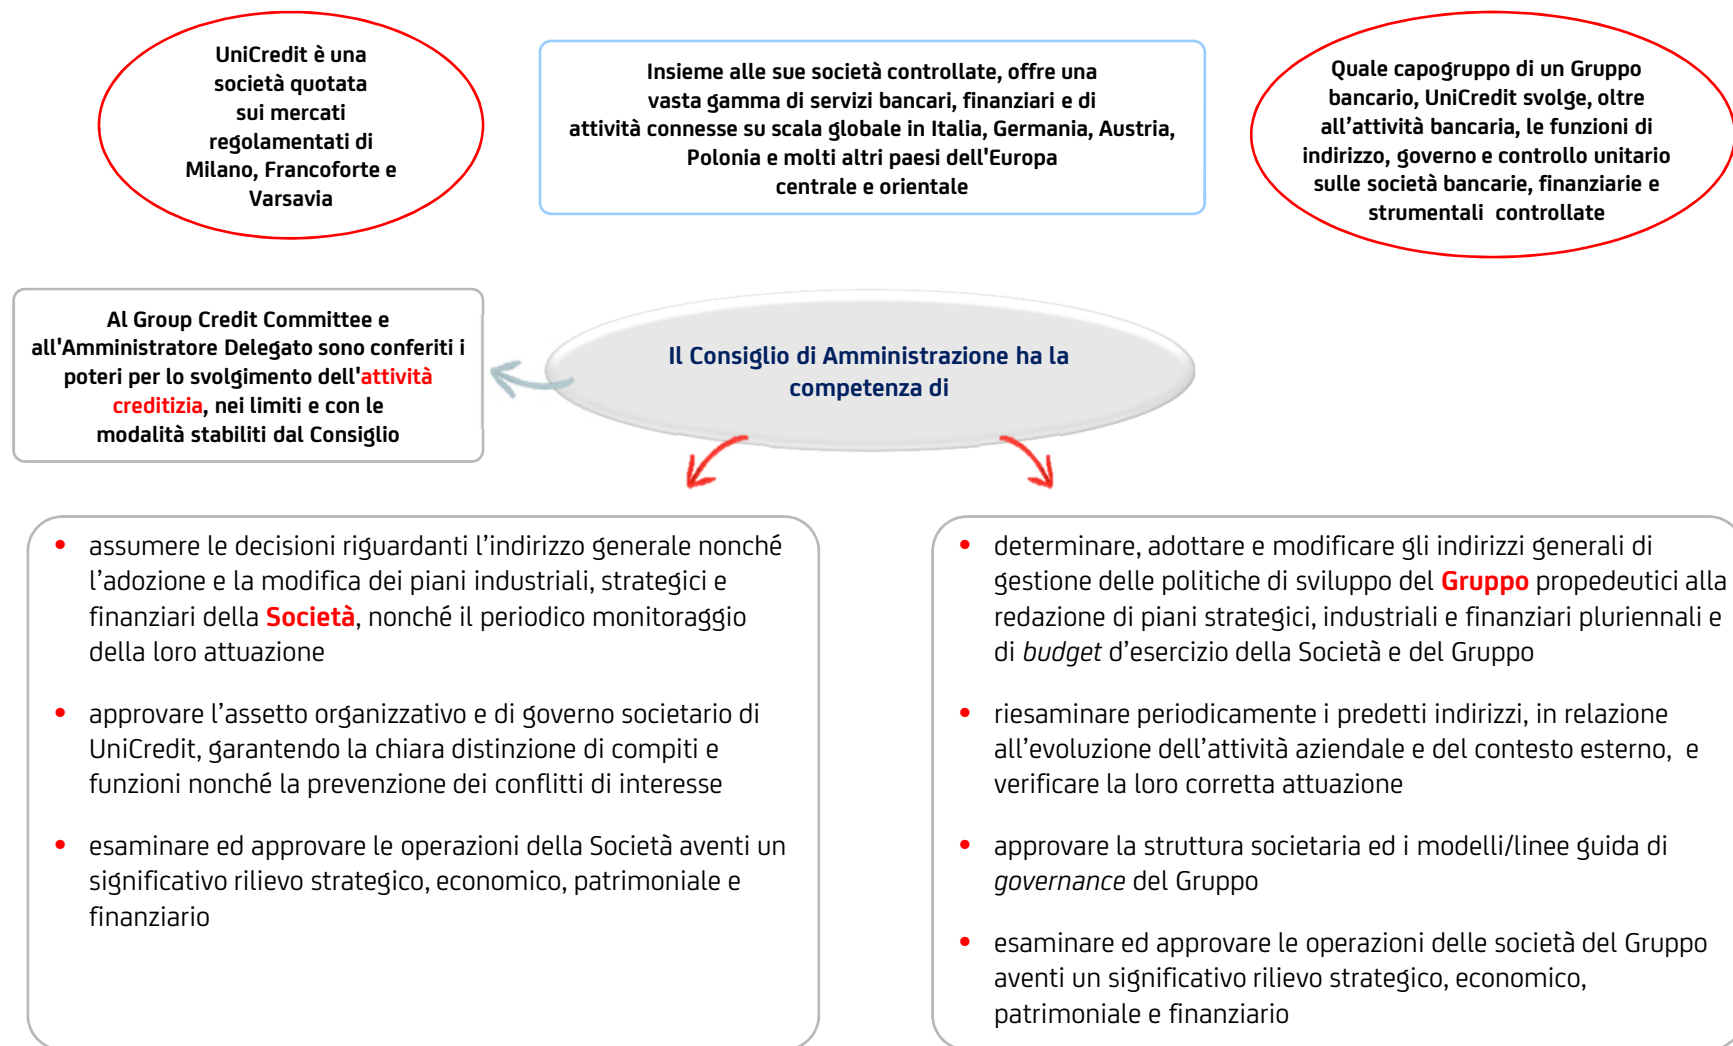 UniCredit è una
società quotata
sui mercati
regolamentati di
Milano, Francoforte e
Varsavia
Insieme alle sue società controllate, offre una
vasta gamma di servizi bancari, finanziari e di
attività connesse su scala globale in Italia, Germania, Austria,
Polonia e molti altri paesi dell'Europa
centrale e orientale
Quale capogruppo di un Gruppo
bancario, UniCredit svolge, oltre
all’attività bancaria, le funzioni di
indirizzo, governo e controllo unitario
sulle società bancarie, finanziarie e
strumentali controllate
Al Group Credit Committee e
all'Amministratore Delegato sono conferiti i
poteri per lo svolgimento dell'attività
creditizia, nei limiti e con le
modalità stabiliti dal Consiglio
Il Consiglio di Amministrazione ha la
competenza di
• assumere le decisioni riguardanti l’indirizzo generale nonché
l’adozione e la modifica dei piani industriali, strategici e
finanziari della Società, nonché il periodico monitoraggio
della loro attuazione
• approvare l’assetto organizzativo e di governo societario di
UniCredit, garantendo la chiara distinzione di compiti e
funzioni nonché la prevenzione dei conflitti di interesse
• esaminare ed approvare le operazioni della Società aventi un
significativo rilievo strategico, economico, patrimoniale e
finanziario
• determinare, adottare e modificare gli indirizzi generali di
gestione delle politiche di sviluppo del Gruppo propedeutici alla
redazione di piani strategici, industriali e finanziari pluriennali e
di budget d’esercizio della Società e del Gruppo
• riesaminare periodicamente i predetti indirizzi, in relazione
all’evoluzione dell’attività aziendale e del contesto esterno, e
verificare la loro corretta attuazione
• approvare la struttura societaria ed i modelli/linee guida di
governance del Gruppo
• esaminare ed approvare le operazioni delle società del Gruppo
aventi un significativo rilievo strategico, economico,
patrimoniale e finanziario